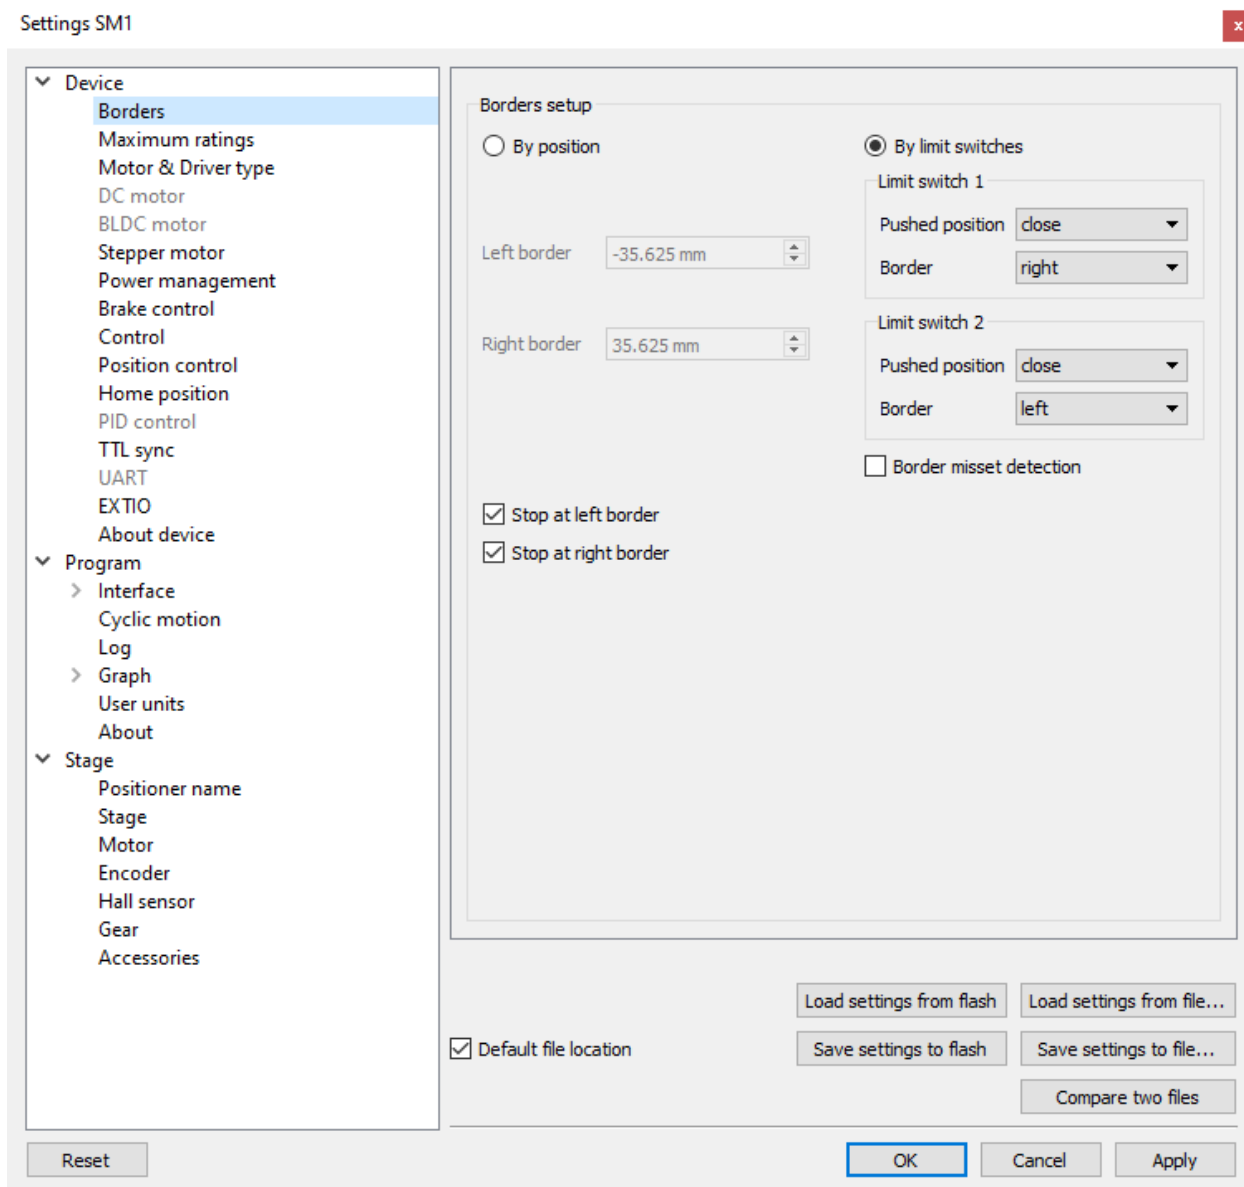 Settings SM1
x
Device
Borders
Maximum ratings
Motor & Driver type
DC motor
BLDC motor
Stepper motor
Power management
Brake control
Control
Position control
Home position
PID control
TTL sync
UART
EXTIO
About device
Program
Interface
Cyclic motion
Log
Graph
User units
About
Stage
Positioner name
Stage
Motor
Encoder
Hall sensor
Gear
Accessories
Borders setup
By position
By limit switches
Limit switch 1
Pushed position close
Border right
Left border -35.625 mm
Right border 35.625 mm
Limit switch 2
Pushed position close
Border left
Border misset detection
Stop at left border
Stop at right border
Load settings from flash
Load settings from file...
Default file location
Save settings to flash
Save settings to file...
Compare two files
Reset
OK
Cancel
Apply